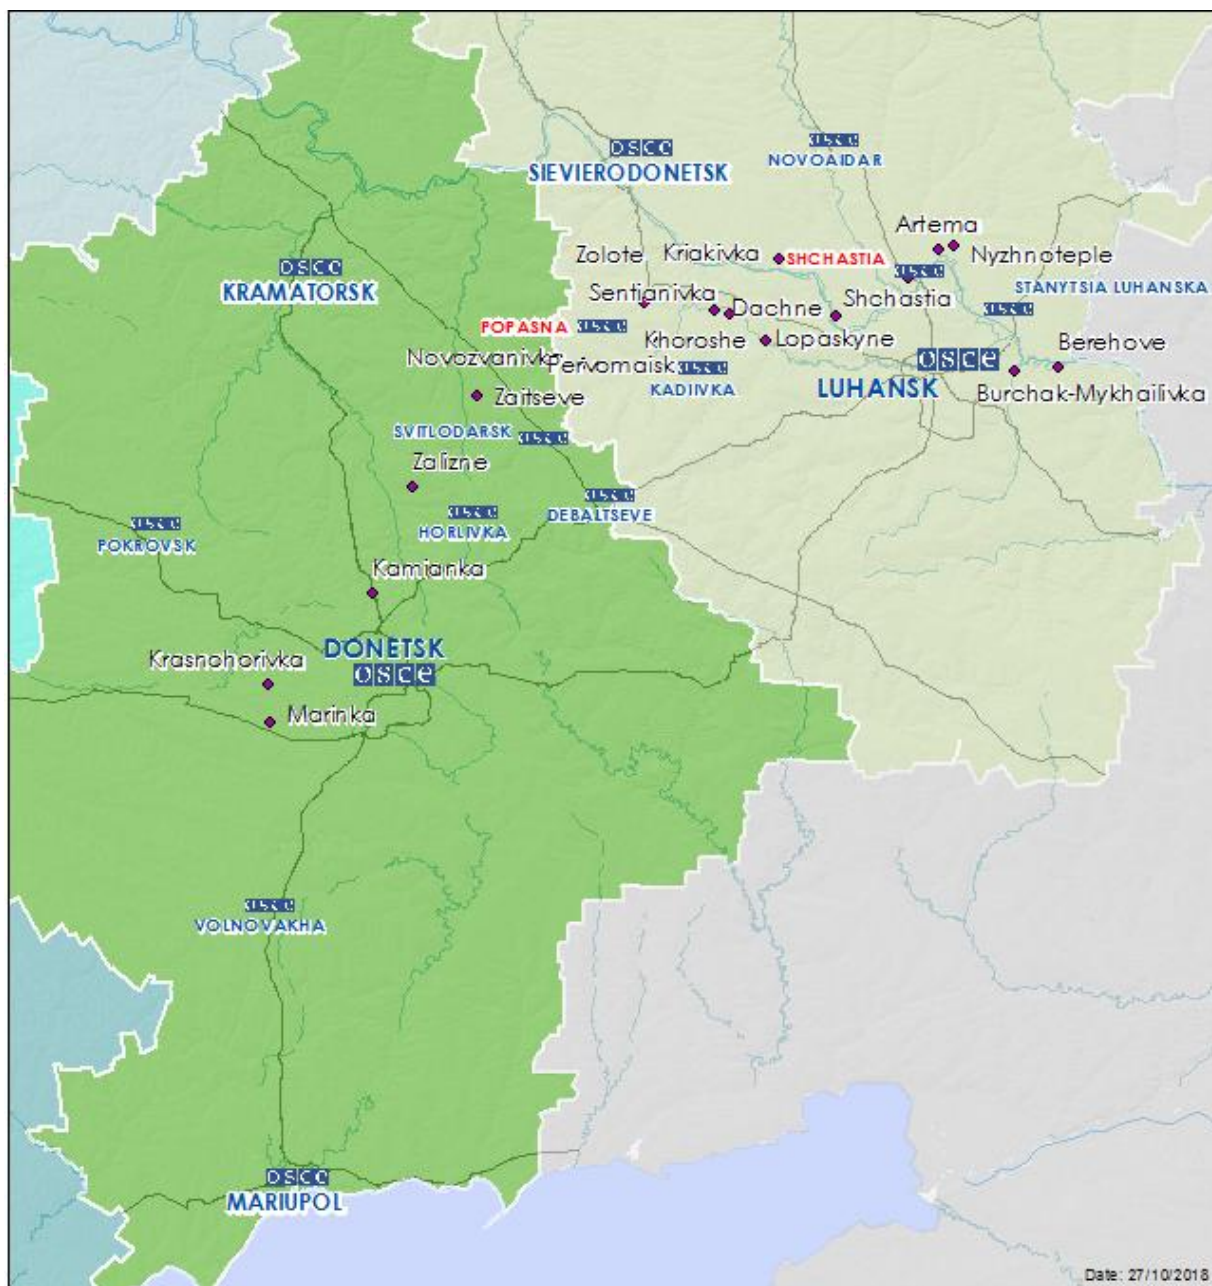 osce
SIEVIERODONETSK
osce
NOVOAIDAR
Artema
Nyzhnoteple
Zolote
Kriakivka
SHCHASTIA
osce
osce
KRAMATORSK
osce
STANYTSIA LUHANSKA
Sentianivka
Dachne
Shchastia
POPASNA
osce
Khoroshe
Lopaskyne
Berehove
Novozvanivka
Pervomaisk
osce
KADIIVKA
osce
LUHANSK
Burchak-Mykhailivka
Zaitseve
SVITLODARSK
osce
Zalizne
osce
DEBALTSEVE
osce
HORLIVKA
osce
POKROVSK
Kamianka
DONETSK
osce
Krasnohorivka
Marinka
osce
VOLNOVAKHA
osce
MARIUPOL
Date: 27/10/2018